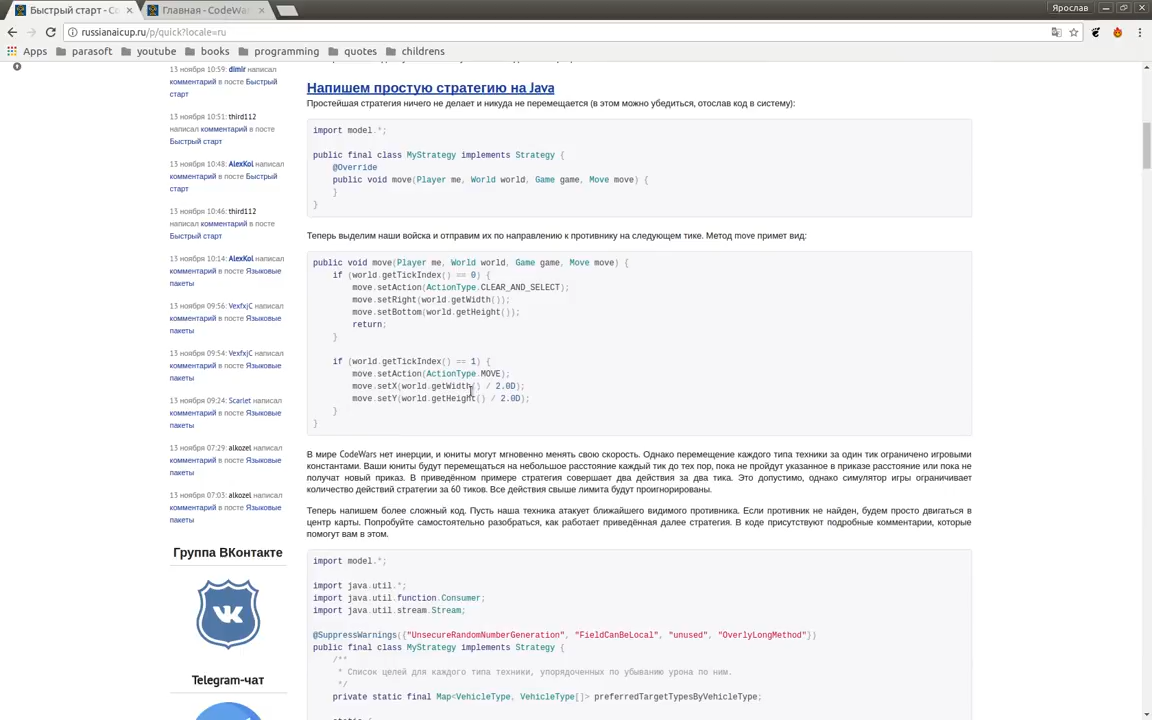 Быстрый старт - Co
Главная - CodeWar
Ярослав
russianaicup.ru/p/quick?locale=ru
Apps parasoft youtube books programming quotes childrens
13 ноября 10:59: dimir написал
комментарий в посте Быстрый
старт
13 ноября 10:51: third112
написал комментарий в посте
Быстрый старт
13 ноября 10:48: AlexKol написал
комментарий в посте Быстрый
старт
13 ноября 10:46: third112
написал комментарий в посте
Быстрый старт
13 ноября 10:14: AlexKol написал
комментарий в посте Языковые
пакеты
13 ноября 09:56: VexfxjC написал
комментарий в посте Языковые
пакеты
13 ноября 09:54: VexfxjC написал
комментарий в посте Языковые
пакеты
13 ноября 09:24: Scarlet написал
комментарий в посте Языковые
пакеты
13 ноября 07:29: alkozel написал
комментарий в посте Языковые
пакеты
13 ноября 07:03: alkozel написал
комментарий в посте Языковые
пакеты
Группа ВКонтакте
Telegram-чат
Напишем простую стратегию на Java
Простейшая стратегия ничего не делает и никуда не перемещается (в этом можно убедиться, отослав код в систему):
import model.*;
public final class MyStrategy implements Strategy {
@Override
public void move(Player me, World world, Game game, Move move) {
}
}
Теперь выделим наши войска и отправим их по направлению к противнику на следующем тике. Метод move примет вид:
public void move(Player me, World world, Game game, Move move) {
if (world.getTickIndex() == 0) {
move.setAction(ActionType.CLEAR_AND_SELECT);
move.setRight(world.getWidth());
move.setBottom(world.getHeight());
return;
}
if (world.getTickIndex() == 1) {
move.setAction(ActionType.MOVE);
move.setX(world.getWidth() / 2.0D);
move.setY(world.getHeight() / 2.0D);
}
}
В мире CodeWars нет инерции, и юниты могут мгновенно менять свою скорость. Однако перемещение каждого типа техники за один тик ограничено игровыми
константами. Ваши юниты будут перемещаться на небольшое расстояние каждый тик до тех пор, пока не пройдут указанное в приказе расстояние или пока не
получат новый приказ. В приведённом примере стратегия совершает два действия за два тика. Это допустимо, однако симулятор игры ограничивает
количество действий стратегии за 60 тиков. Все действия свыше лимита будут проигнорированы.
Теперь напишем более сложный код. Пусть наша техника атакует ближайшего видимого противника. Если противник не найден, будем просто двигаться в
центр карты. Попробуйте самостоятельно разобраться, как работает приведённая далее стратегия. В коде присутствуют подробные комментарии, которые
помогут вам в этом.
import model.*;
import java.util.*;
import java.util.function.Consumer;
import java.util.stream.Stream;
@SuppressWarnings({"UnsecureRandomNumberGeneration", "FieldCanBeLocal", "unused", "OverlyLongMethod"})
public final class MyStrategy implements Strategy {
/**
* Список целей для каждого типа техники, упорядоченных по убыванию урона по ним.
*/
private static final Map<VehicleType, VehicleType[]> preferredTargetTypesByVehicleType;